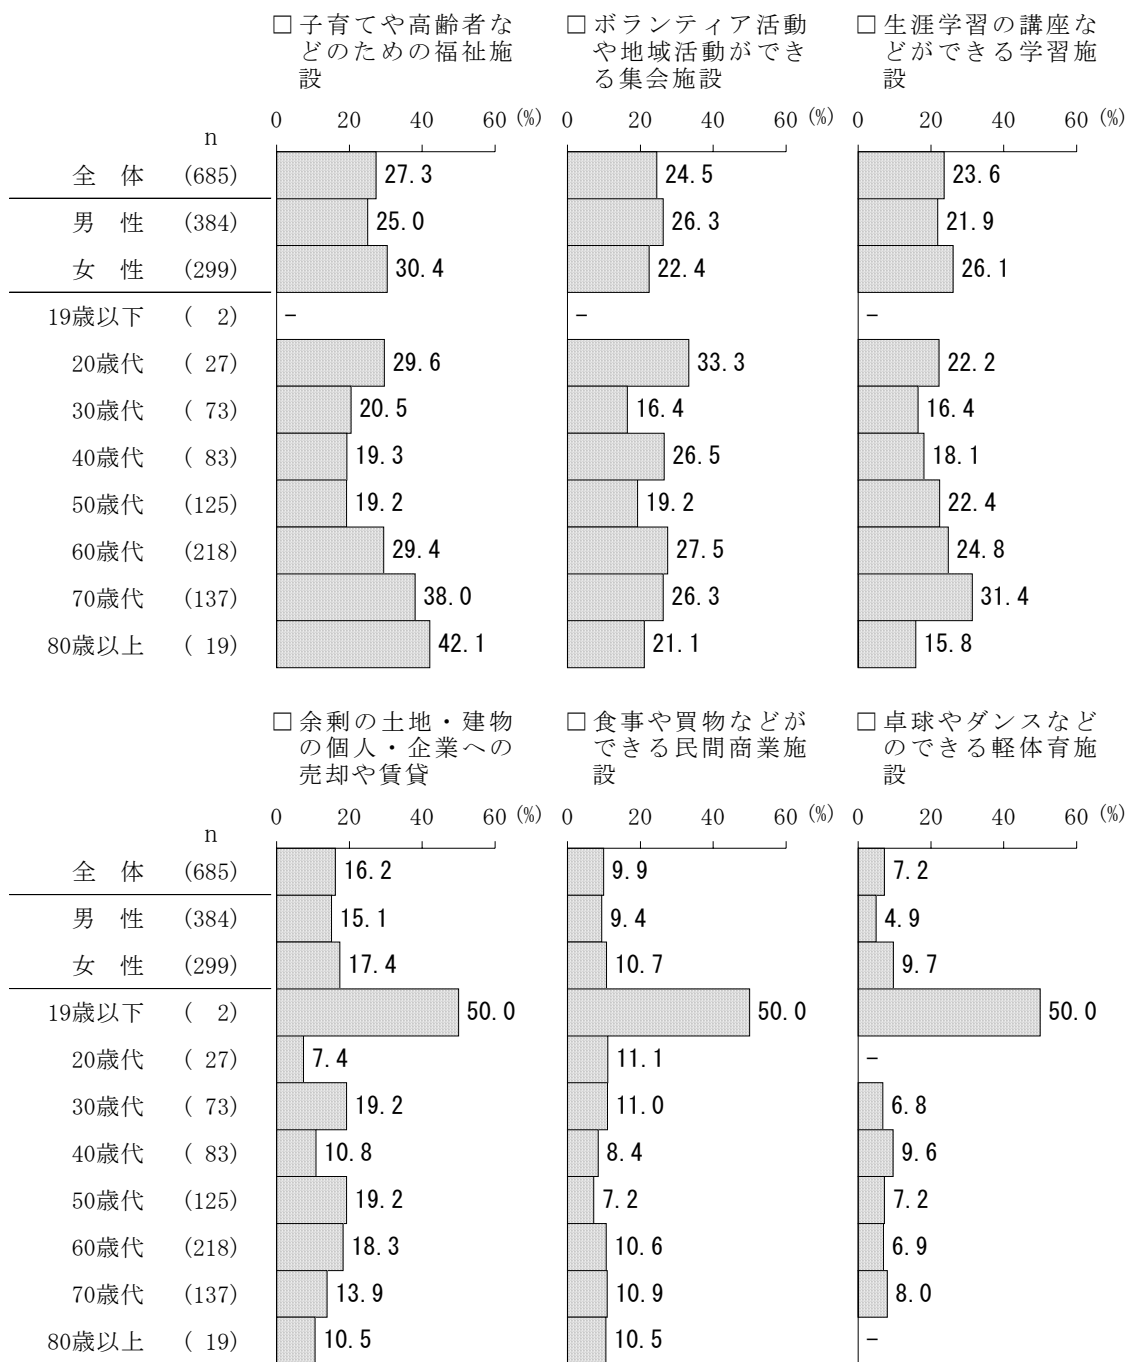 □子育てや高齢者な
どのための福祉施
設
□ボランティア活動
や地域活動ができ
る集会施設
□生涯学習の講座な
どができる学習施
設
n
0 20 40 60 (%) 0 20 40 60 (%) 0 20 40 60 (%)
全 体 (685) 27.3 24.5 23.6
男 性 (384) 25.0 26.3 21.9
女 性 (299) 30.4 22.4 26.1
19歳以下 ( 2) - - -
20歳代 ( 27) 29.6 33.3 22.2
30歳代 ( 73) 20.5 16.4 16.4
40歳代 ( 83) 19.3 26.5 18.1
50歳代 (125) 19.2 19.2 22.4
60歳代 (218) 29.4 27.5 24.8
70歳代 (137) 38.0 26.3 31.4
80歳以上 ( 19) 42.1 21.1 15.8
□余剰の土地・建物
の個人・企業への
売却や賃貸
□食事や買物などが
できる民間商業施
設
□卓球やダンスなど
のできる軽体育施
設
n
0 20 40 60 (%) 0 20 40 60 (%) 0 20 40 60 (%)
全 体 (685) 16.2 9.9 7.2
男 性 (384) 15.1 9.4 4.9
女 性 (299) 17.4 10.7 9.7
19歳以下 ( 2) 50.0 50.0 50.0
20歳代 ( 27) 7.4 11.1 -
30歳代 ( 73) 19.2 11.0 6.8
40歳代 ( 83) 10.8 8.4 9.6
50歳代 (125) 19.2 7.2 7.2
60歳代 (218) 18.3 10.6 6.9
70歳代 (137) 13.9 10.9 8.0
80歳以上 ( 19) 10.5 10.5 -